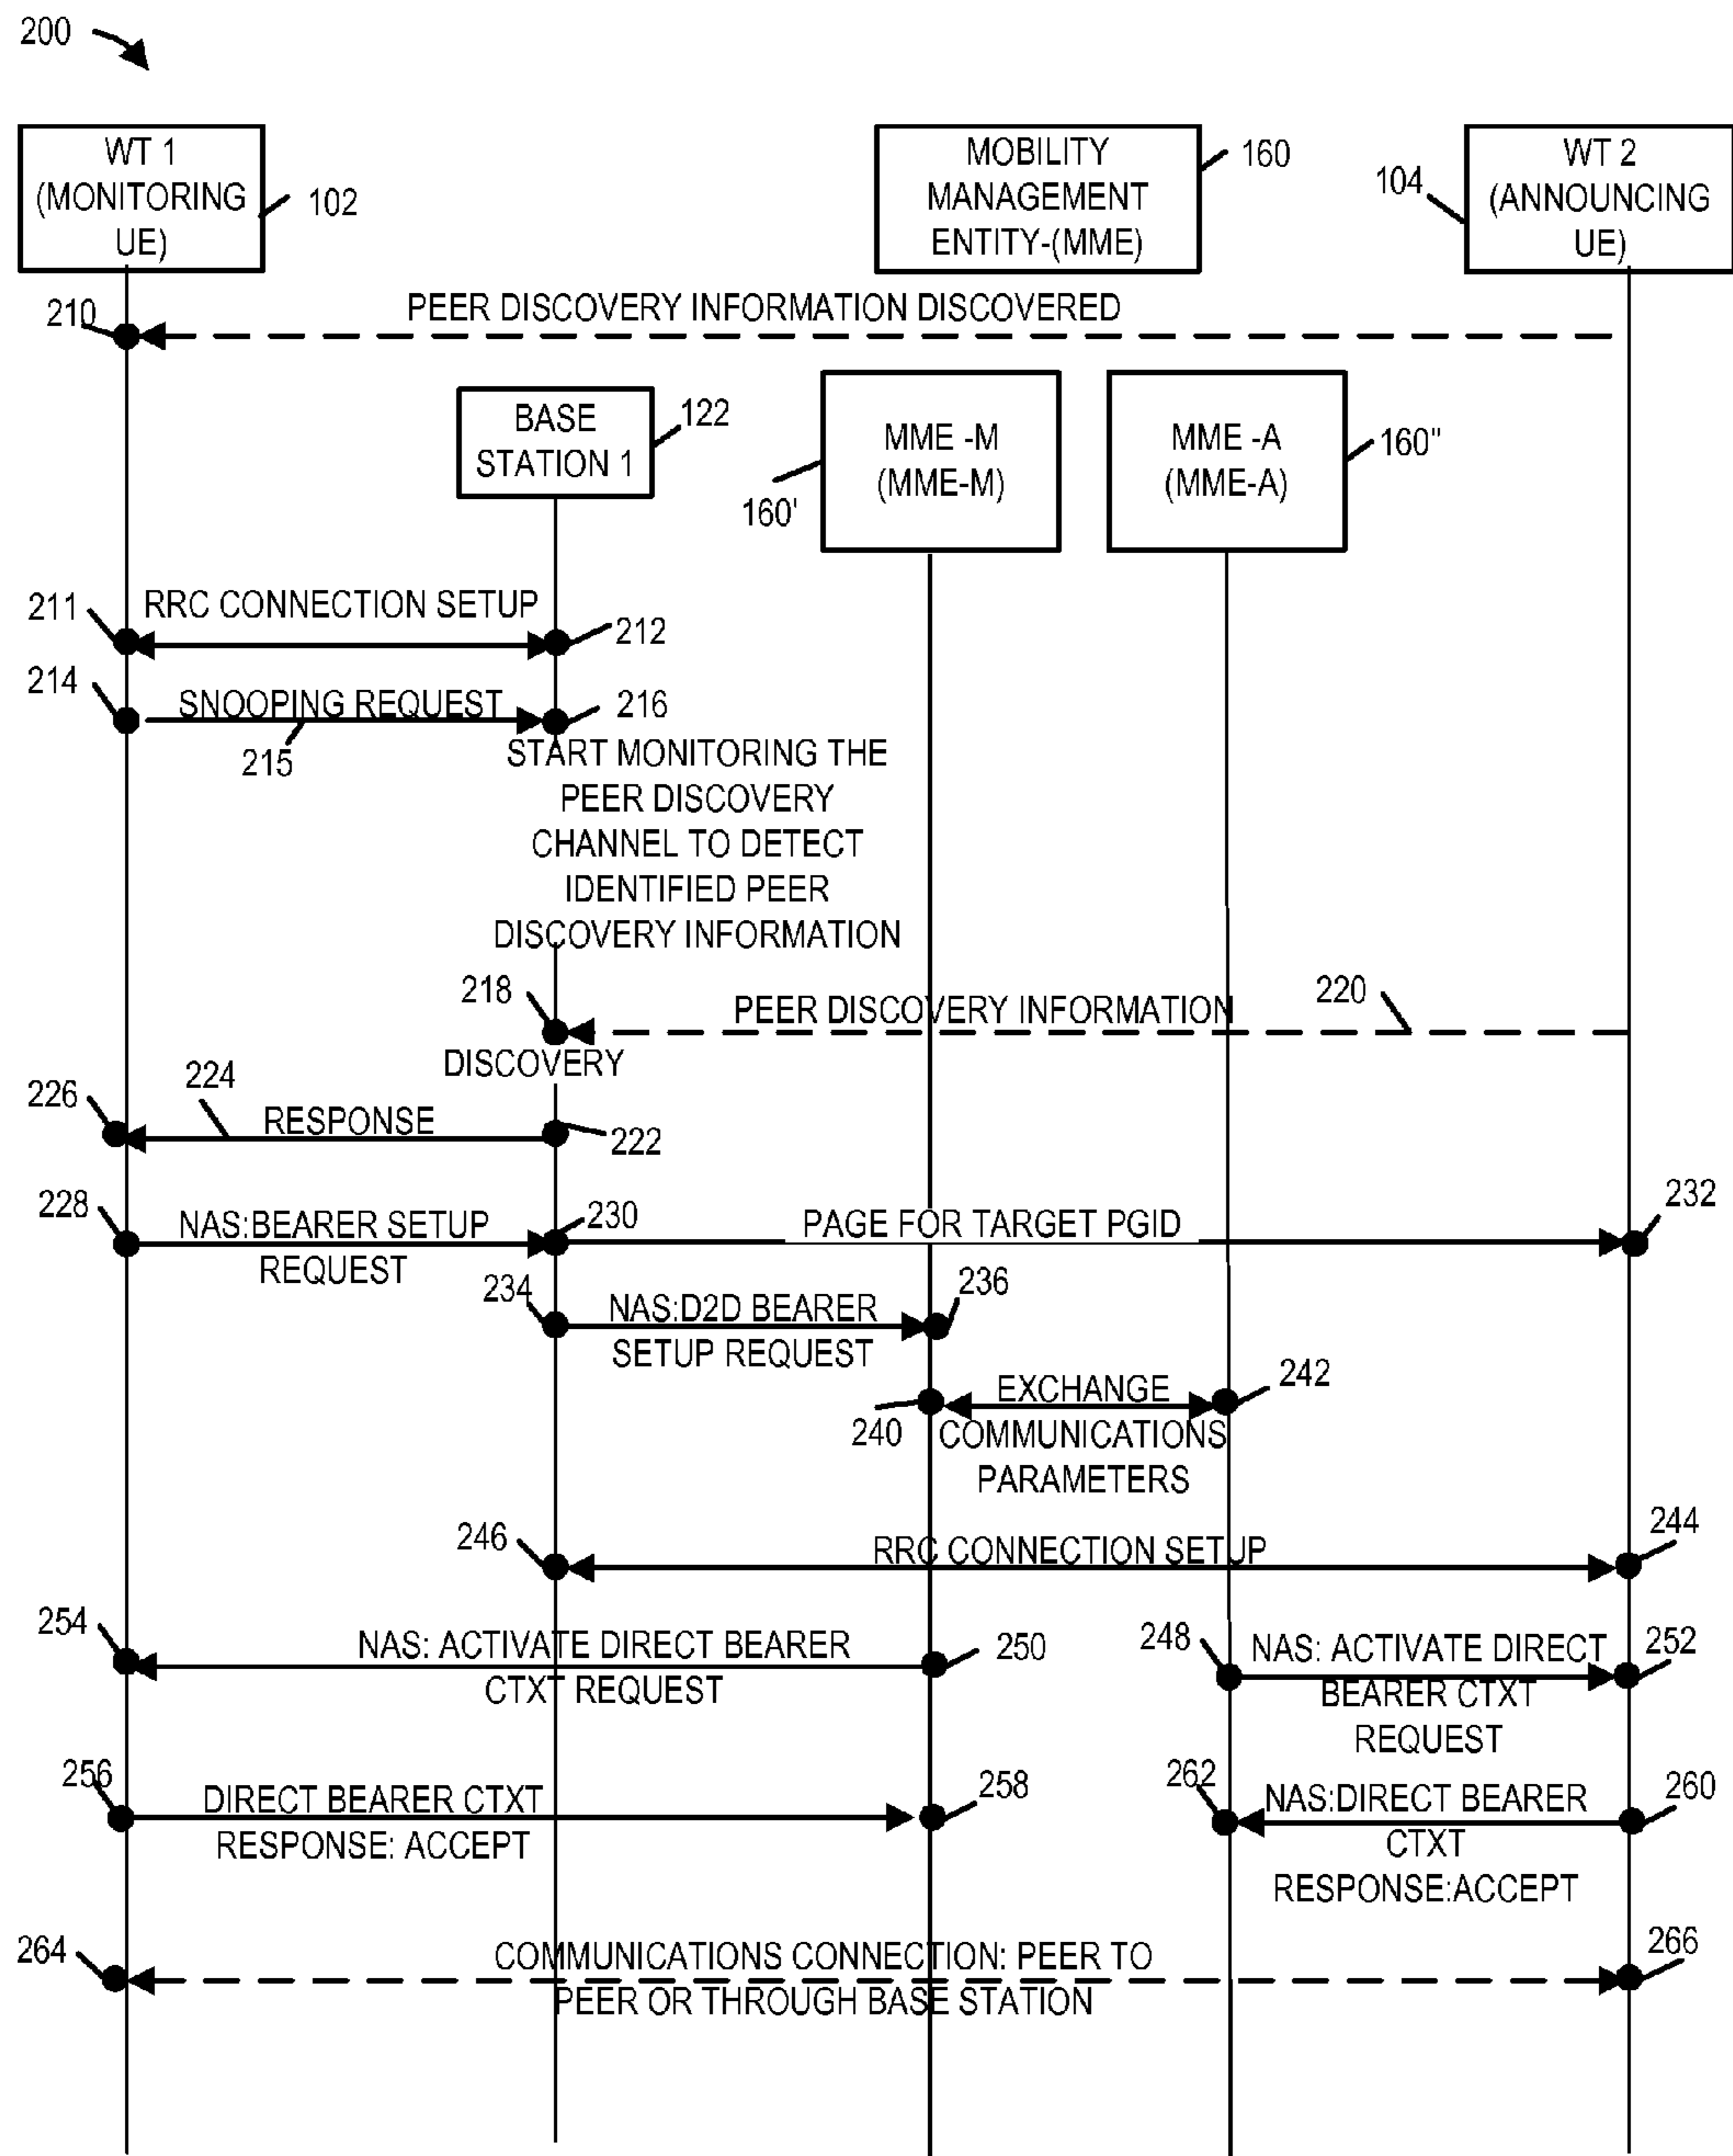 200
WT 1
(MONITORING
UE)
102
MOBILITY
MANAGEMENT
ENTITY-(MME)
160
104
WT 2
(ANNOUNCING
UE)
210
PEER DISCOVERY INFORMATION DISCOVERED
BASE
STATION 1
122
MME -M
(MME-M)
160'
MME -A
(MME-A)
160"
211
RRC CONNECTION SETUP
212
214
SNOOPING REQUEST
215
216
START MONITORING THE
PEER DISCOVERY
CHANNEL TO DETECT
IDENTIFIED PEER
DISCOVERY INFORMATION
218
PEER DISCOVERY INFORMATION
220
DISCOVERY
226
224
RESPONSE
222
228
NAS:BEARER SETUP
REQUEST
230
PAGE FOR TARGET PGID
232
234
NAS:D2D BEARER
SETUP REQUEST
236
240
EXCHANGE
COMMUNICATIONS
PARAMETERS
242
246
RRC CONNECTION SETUP
244
254
NAS: ACTIVATE DIRECT BEARER
CTXT REQUEST
250
248
NAS: ACTIVATE DIRECT
BEARER CTXT
REQUEST
252
256
DIRECT BEARER CTXT
RESPONSE: ACCEPT
258
262
NAS:DIRECT BEARER
CTXT
RESPONSE:ACCEPT
260
264
COMMUNICATIONS CONNECTION: PEER TO
PEER OR THROUGH BASE STATION
266